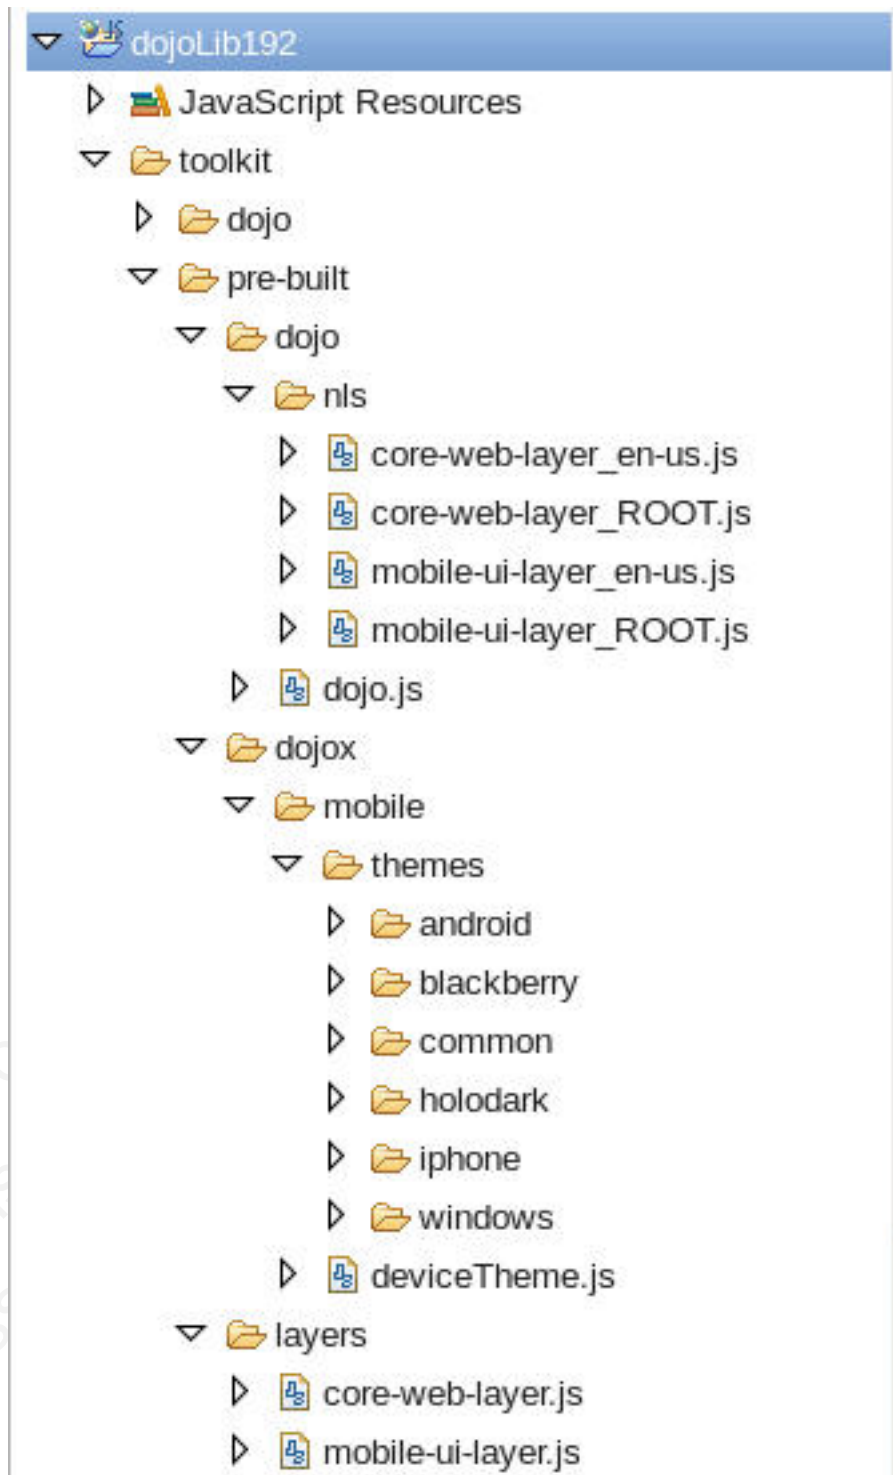 dojoLib192
JavaScript Resources
toolkit
dojo
pre-built
dojo
nls
core-web-layer_en-us.js
core-web-layer_ROOT.js
mobile-ui-layer_en-us.js
mobile-ui-layer_ROOT.js
dojo.js
dojox
mobile
themes
android
blackberry
common
holodark
iphone
windows
deviceTheme.js
layers
core-web-layer.js
mobile-ui-layer.js